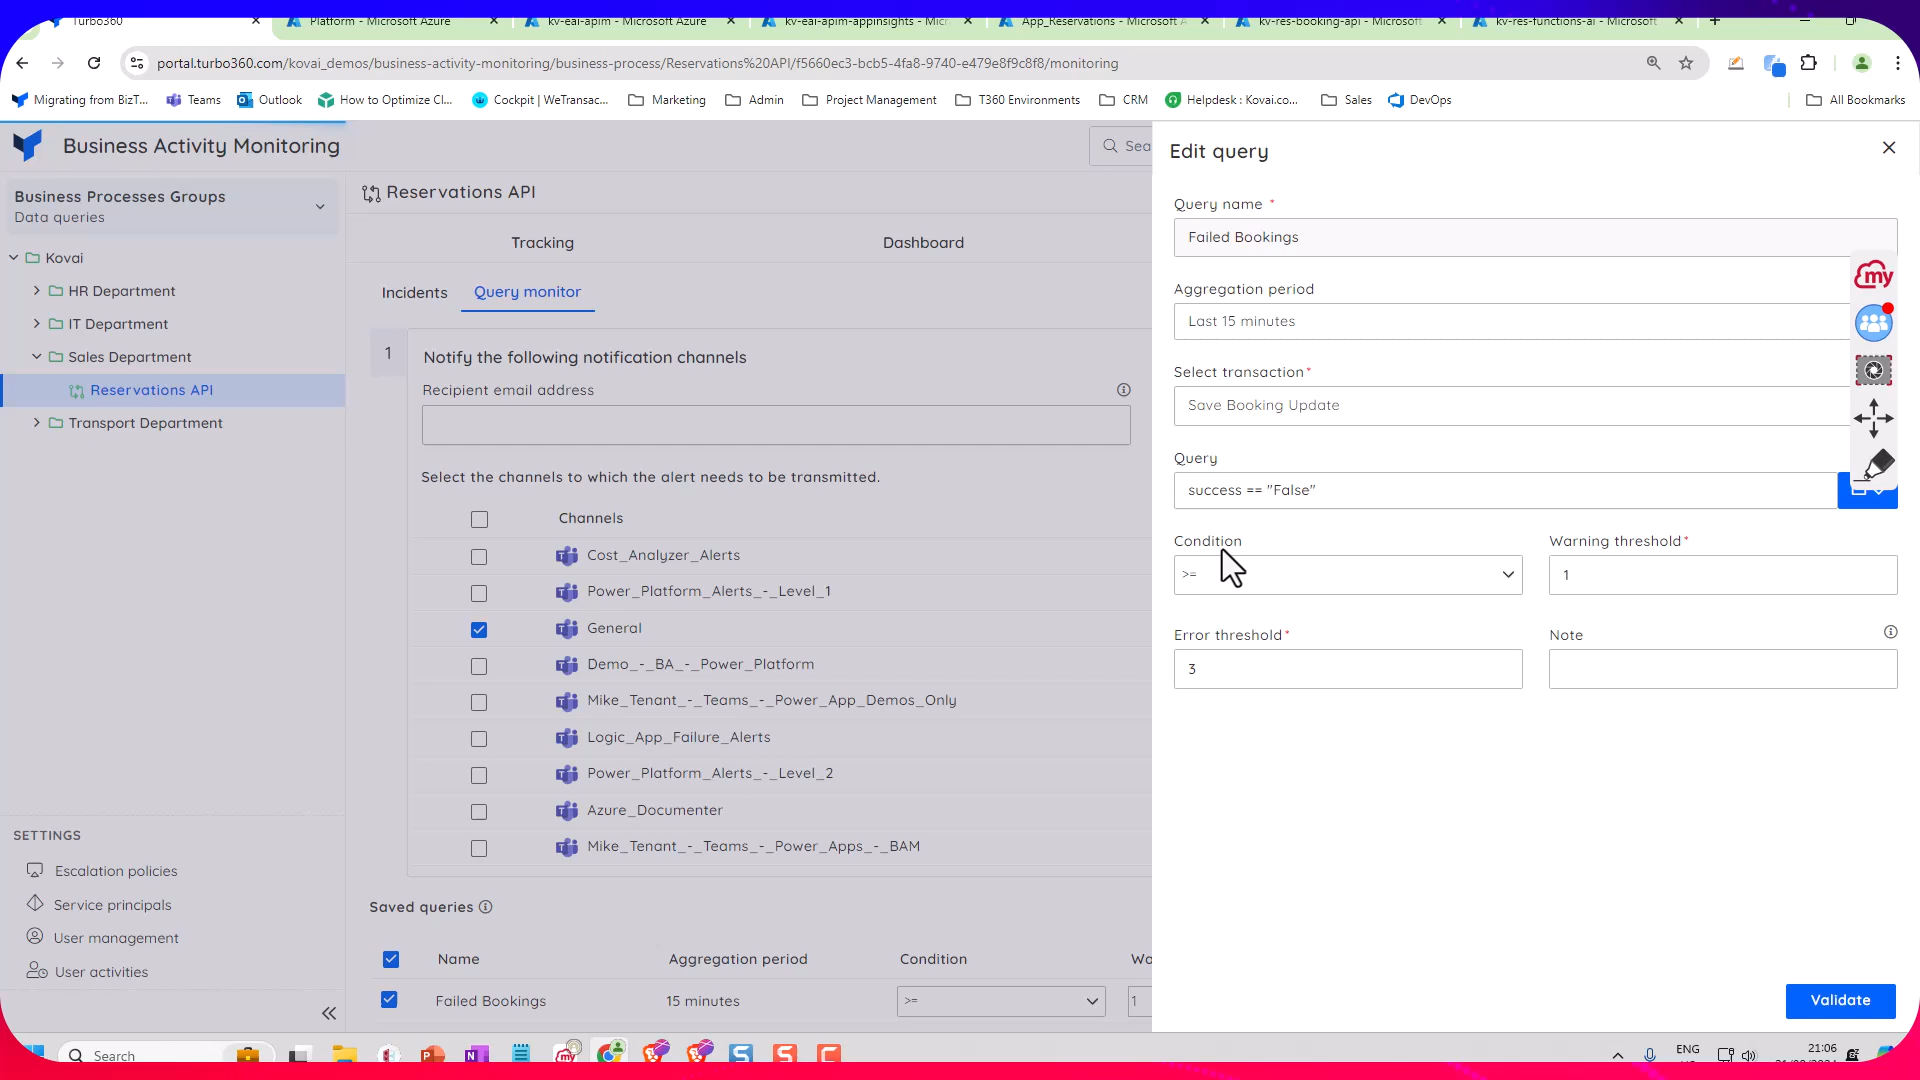 Turbo360
Platform - Microsoft Azure
kv-eai-apim - Microsoft Azure
kv-eai-apim-appinsights - Micr
App_Reservations - Microsoft A
kv-res-booking-api - Microsoft
kv-res-functions-ai - Microsoft
portal.turbo360.com/kovai_demos/business-activity-monitoring/business-process/Reservations%20API/f5660ec3-bcb5-4fa8-9740-e479e8f9c8f8/monitoring
Migrating from BizT...
Teams
Outlook
How to Optimize Cl...
Cockpit | WeTransac...
Marketing
Admin
Project Management
T360 Environments
CRM
Helpdesk : Kovai.co...
Sales
DevOps
All Bookmarks
Business Activity Monitoring
Sea
Business Processes Groups
Data queries
Kovai
HR Department
IT Department
Sales Department
Reservations API
Transport Department
SETTINGS
Escalation policies
Service principals
User management
User activities
Reservations API
Tracking
Dashboard
Incidents
Query monitor
1
Notify the following notification channels
Recipient email address
Select the channels to which the alert needs to be transmitted.
Channels
Cost_Analyzer_Alerts
Power_Platform_Alerts_-_Level_1
General
Demo_-_BA_-_Power_Platform
Mike_Tenant_-_Teams_-_Power_App_Demos_Only
Logic_App_Failure_Alerts
Power_Platform_Alerts_-_Level_2
Azure_Documenter
Mike_Tenant_-_Teams_-_Power_Apps_-_BAM
Saved queries
Name
Aggregation period
Condition
Wa
Failed Bookings
15 minutes
>=
1
Edit query
Query name *
Failed Bookings
Aggregation period
Last 15 minutes
Select transaction*
Save Booking Update
Query
success == "False"
Condition
>=
Warning threshold*
1
Error threshold*
3
Note
my
Validate
Search
my
ENG
21:06